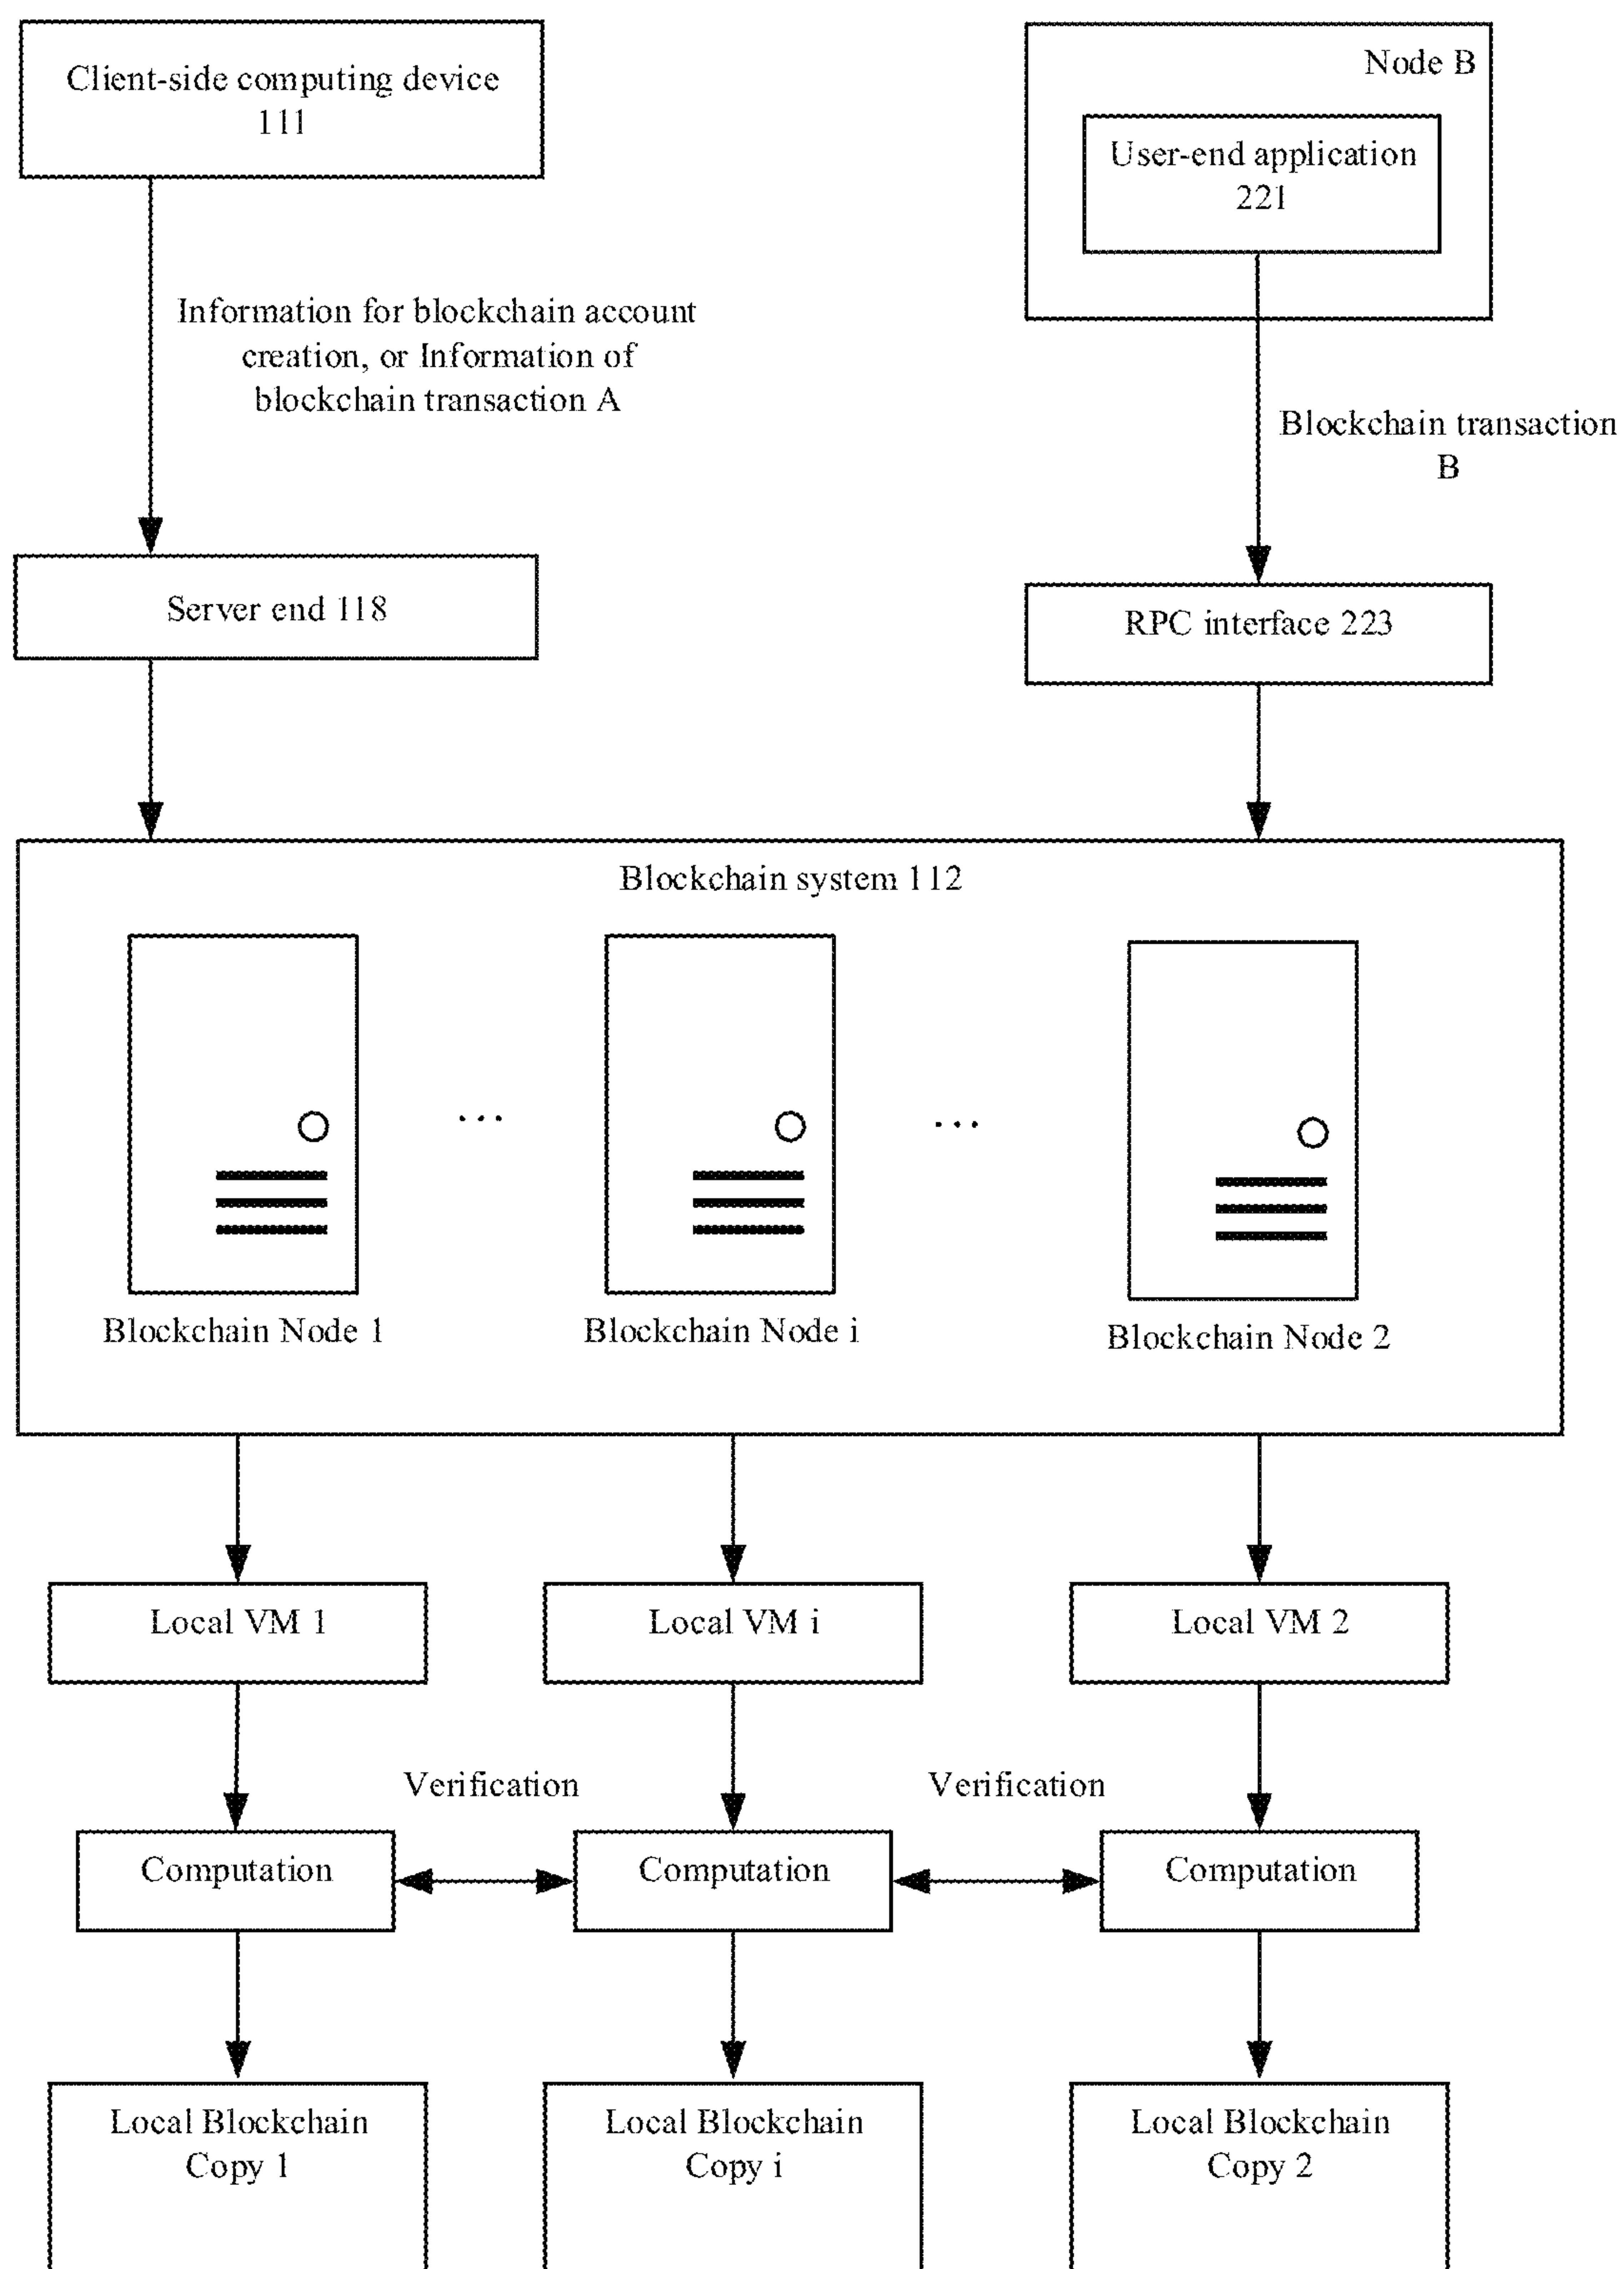 Client-side computing device
111
Node B
User-end application
221
Information for blockchain account
creation, or Information of
blockchain transaction A
Blockchain transaction
B
Server end 118
RPC interface 223
Blockchain system 112
...
...
Blockchain Node 1
Blockchain Node i
Blockchain Node 2
Local VM 1
Local VM i
Local VM 2
Verification
Verification
Computation
Computation
Computation
Local Blockchain
Copy 1
Local Blockchain
Copy i
Local Blockchain
Copy 2